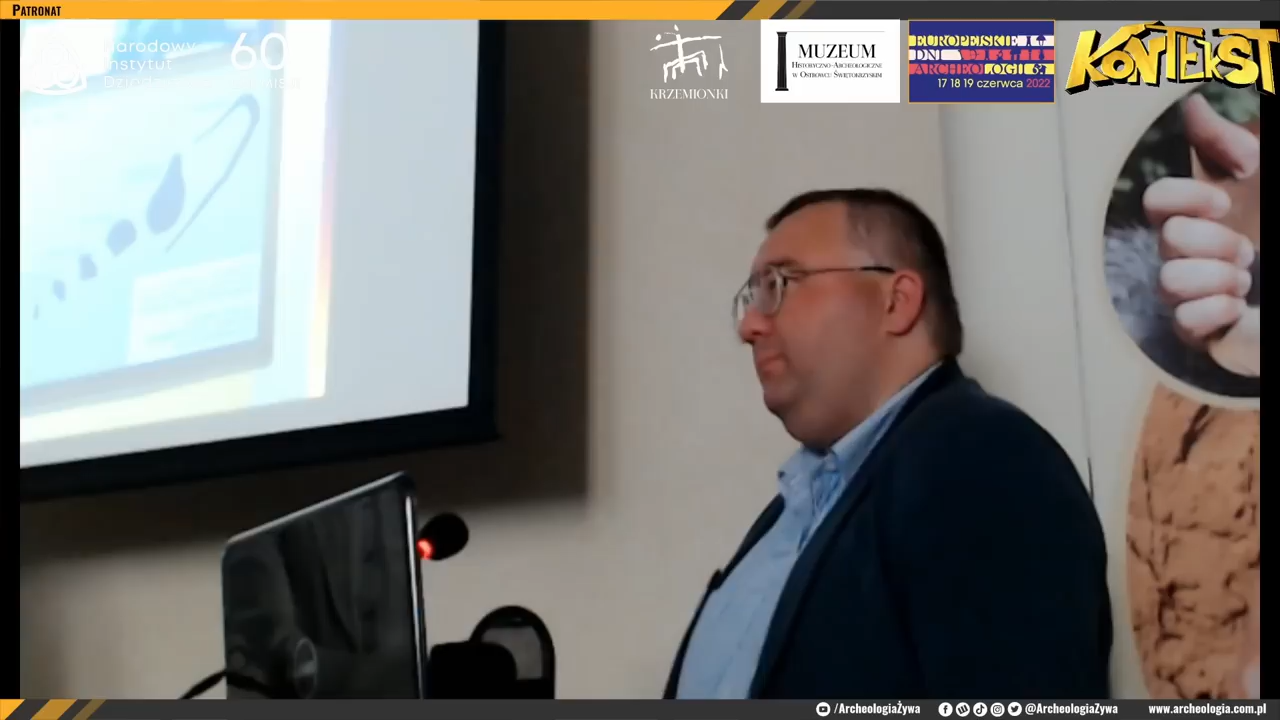 PATRONAT
Narodowy
Instytut
60
KRZEMIONKI
MUZEUM
HISTORYCZNO-ARCHEOLOGICZNE
W OSTROWCU ŚWIĘTOKRZYSKIM
EUROPEJSKIE
DNI
ARCHEOLOGII
17 18 19 czerwca 2022
KONTEKST
/ArcheologiaŻywa
@ArcheologiaŻywa
www.archeologia.com.pl